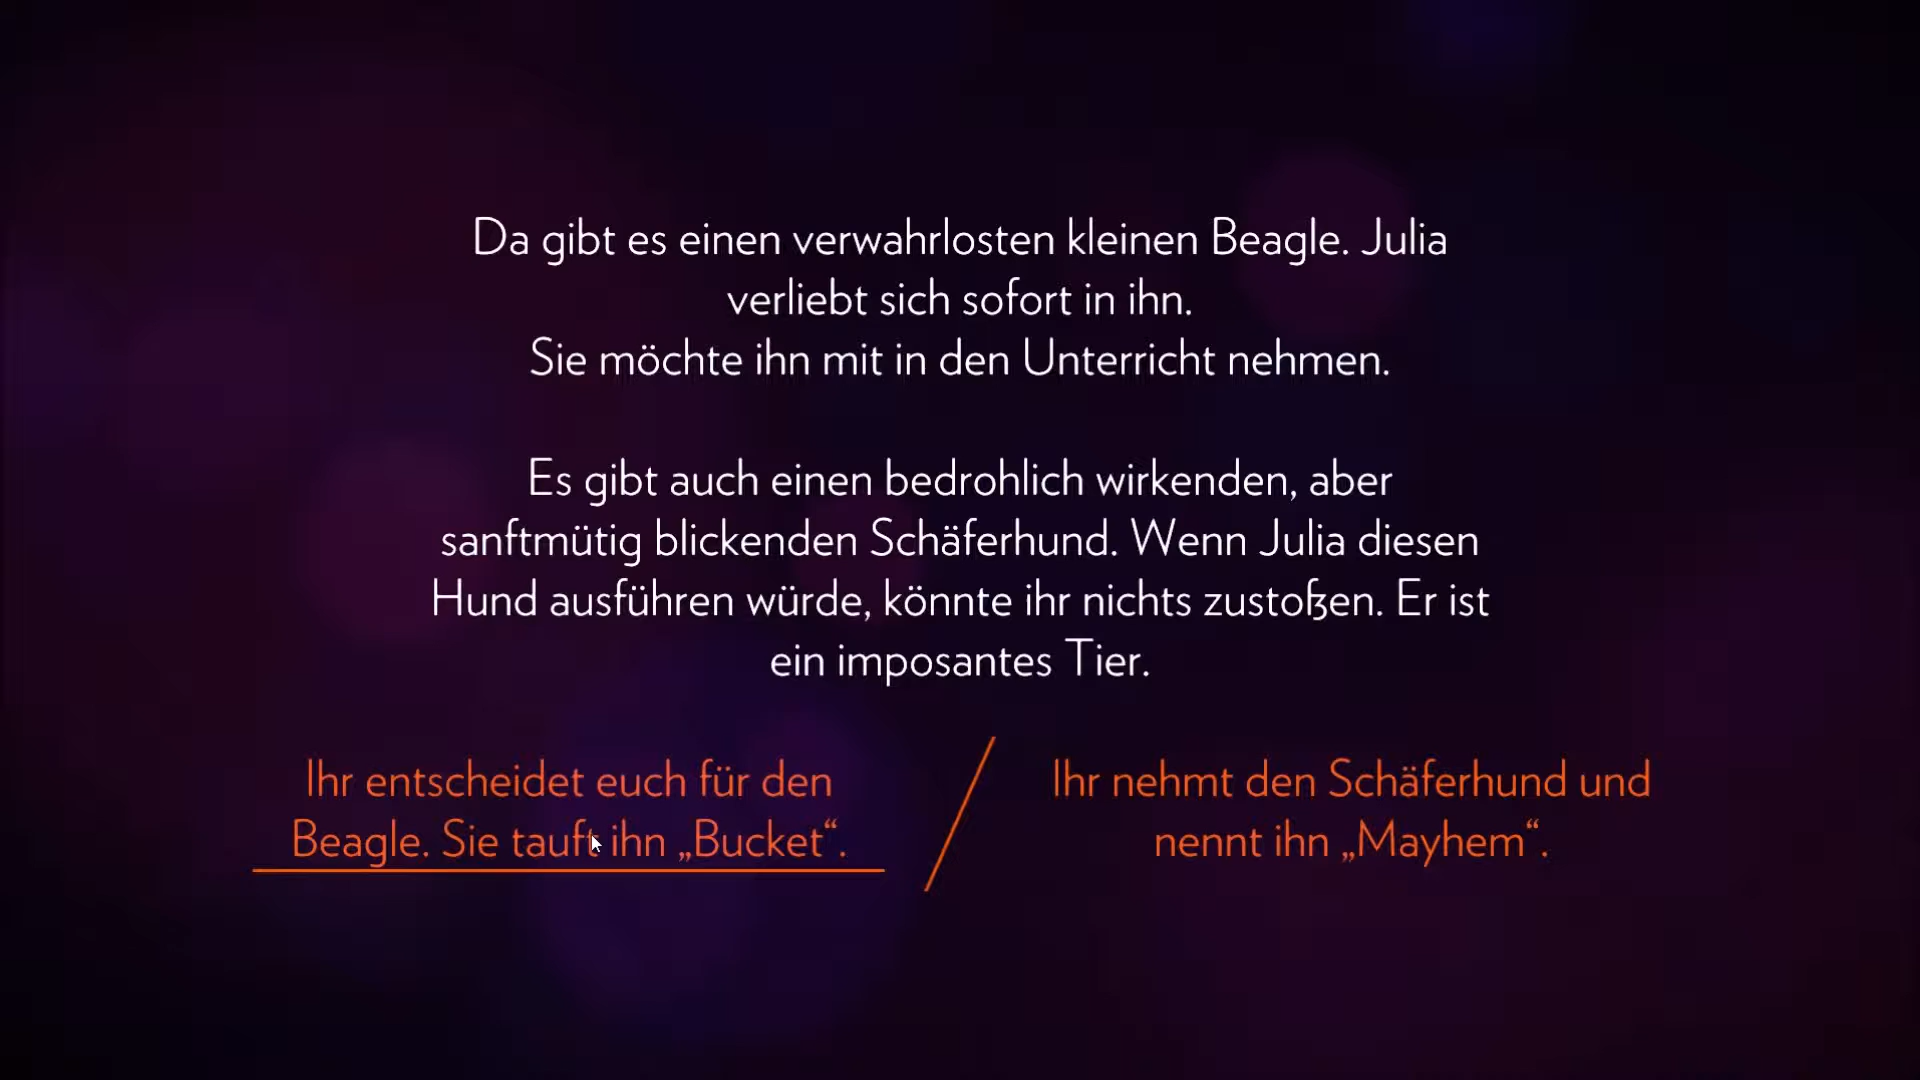 Da gibt es einen verwahrlosten kleinen Beagle. Julia
verliebt sich sofort in ihn.
Sie möchte ihn mit in den Unterricht nehmen.
Es gibt auch einen bedrohlich wirkenden, aber
sanftmütig blickenden Schäferhund. Wenn Julia diesen
Hund ausführen würde, könnte ihr nichts zustoßen. Er ist
ein imposantes Tier.
Ihr entscheidet euch für den
Beagle. Sie tauft ihn „Bucket“.
Ihr nehmt den Schäferhund und
nennt ihn „Mayhem“.